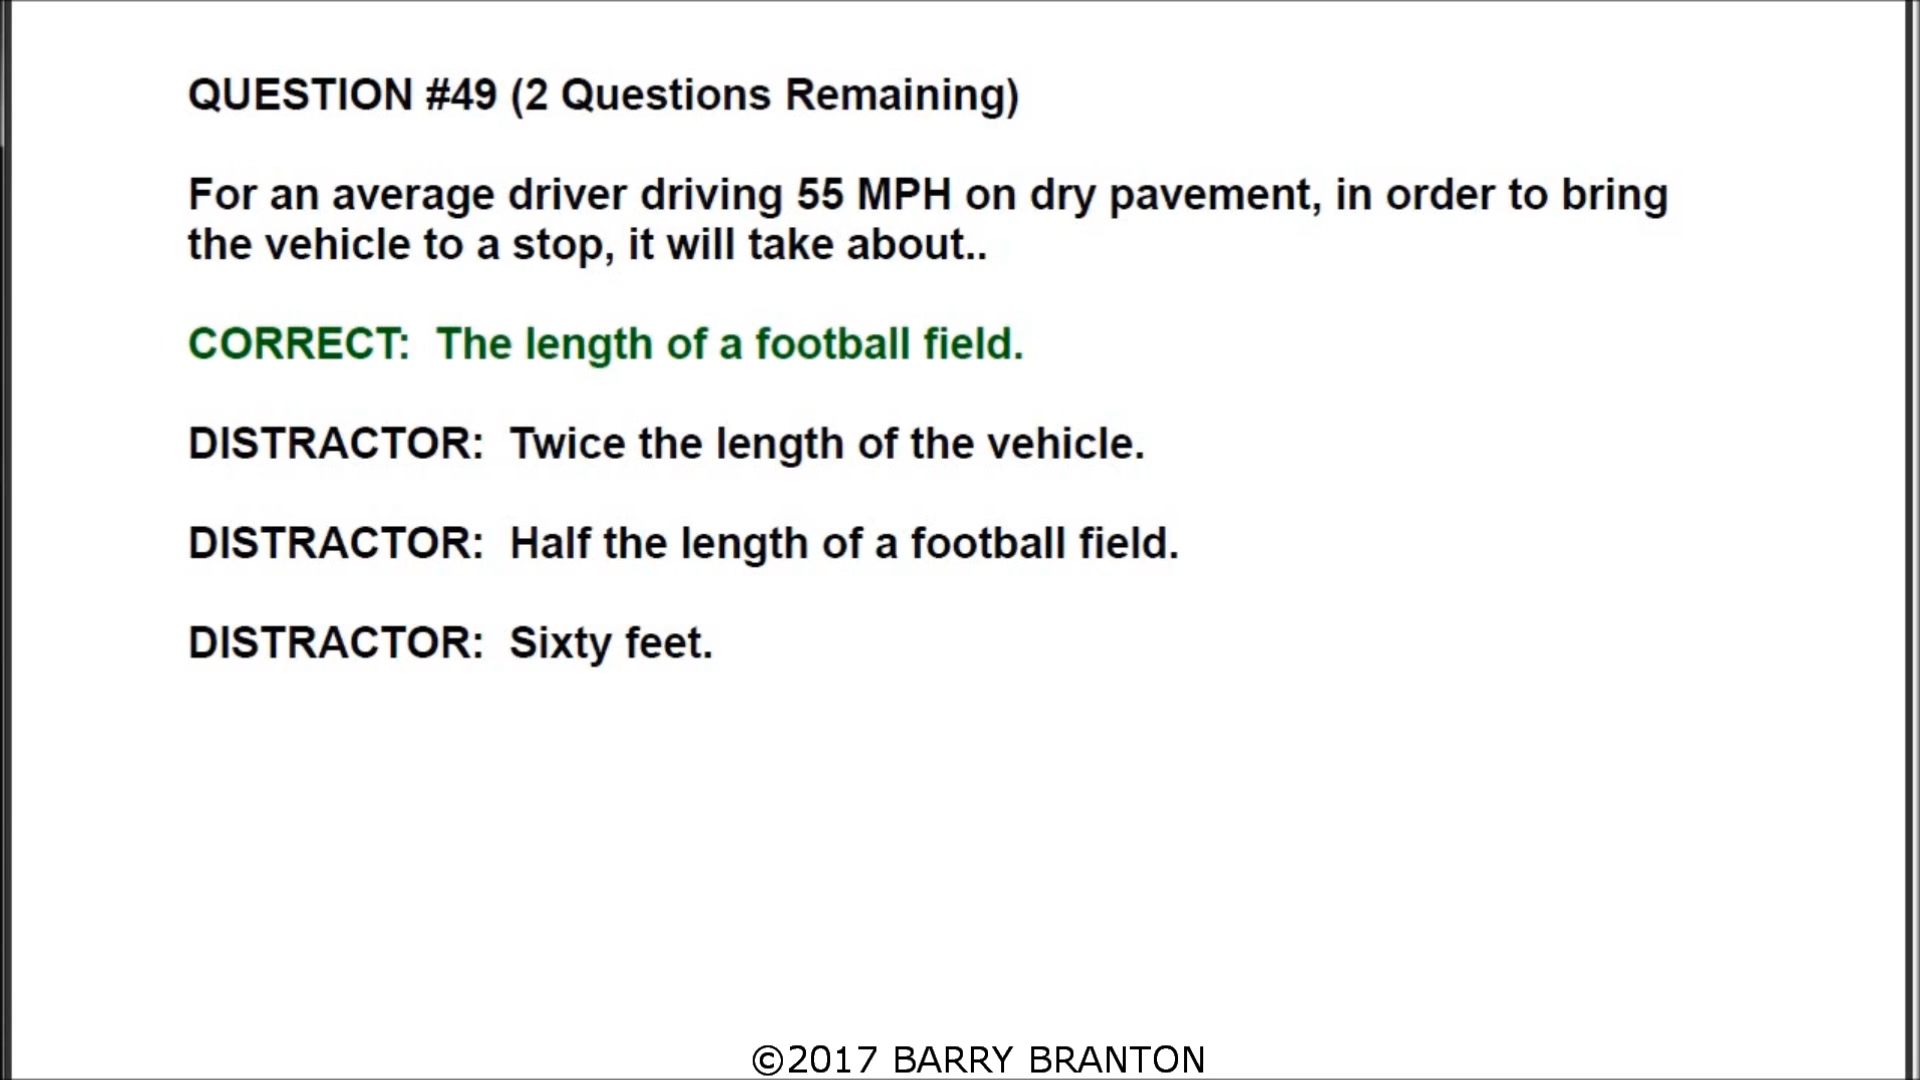 QUESTION #49 (2 Questions Remaining)
For an average driver driving 55 MPH on dry pavement, in order to bring
the vehicle to a stop, it will take about..
CORRECT:  The length of a football field.
DISTRACTOR:  Twice the length of the vehicle.
DISTRACTOR:  Half the length of a football field.
DISTRACTOR:  Sixty feet.
©2017 BARRY BRANTON